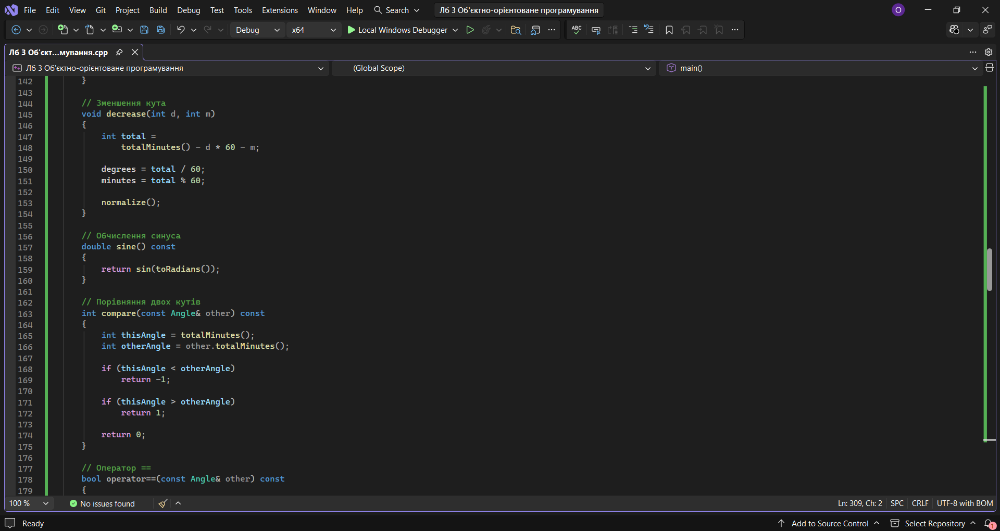 File Edit View Git Project Build Debug Test Tools Extensions Window Help Search Лб 3 Об'єктно-орієнтоване програмування O
Debug x64 Local Windows Debugger ABC
Лб 3 Об'єкт...мування.cpp
Лб 3 Об'єктно-орієнтоване програмування (Global Scope) main()
142 }
143
144 // Зменшення кута
145 void decrease(int d, int m)
146 {
147 int total =
148 totalMinutes() - d * 60 - m;
149
150 degrees = total / 60;
151 minutes = total % 60;
152
153 normalize();
154 }
155
156 // Обчислення синуса
157 double sine() const
158 {
159 return sin(toRadians());
160 }
161
162 // Порівняння двох кутів
163 int compare(const Angle& other) const
164 {
165 int thisAngle = totalMinutes();
166 int otherAngle = other.totalMinutes();
167
168 if (thisAngle < otherAngle)
169 return -1;
170
171 if (thisAngle > otherAngle)
172 return 1;
173
174 return 0;
175 }
176
177 // Оператор ==
178 bool operator==(const Angle& other) const
179 {
100 % No issues found Ln: 309, Ch: 2 SPC CRLF UTF-8 with BOM
Ready Add to Source Control Select Repository 1